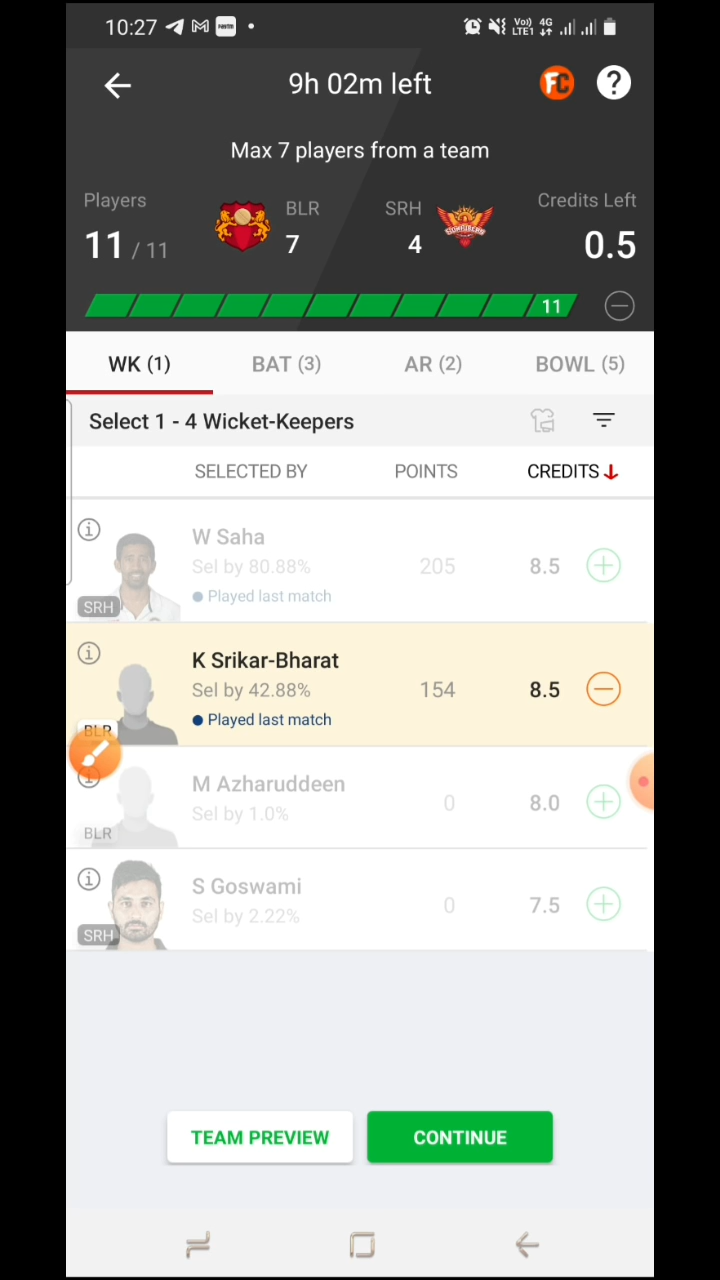 10:27
Vo)) 4G
LTE1
9h 02m left
FC ?
Max 7 players from a team
Players BLR SRH Credits Left
11 / 11 7 4 0.5
11
WK (1) BAT (3) AR (2) BOWL (5)
Select 1 - 4 Wicket-Keepers
SELECTED BY POINTS CREDITS
W Saha
Sel by 80.88% 205 8.5
Played last match
SRH
K Srikar-Bharat
Sel by 42.88% 154 8.5
Played last match
BLR
M Azharuddeen
Sel by 1.0% 0 8.0
BLR
S Goswami
Sel by 2.22% 0 7.5
SRH
TEAM PREVIEW CONTINUE